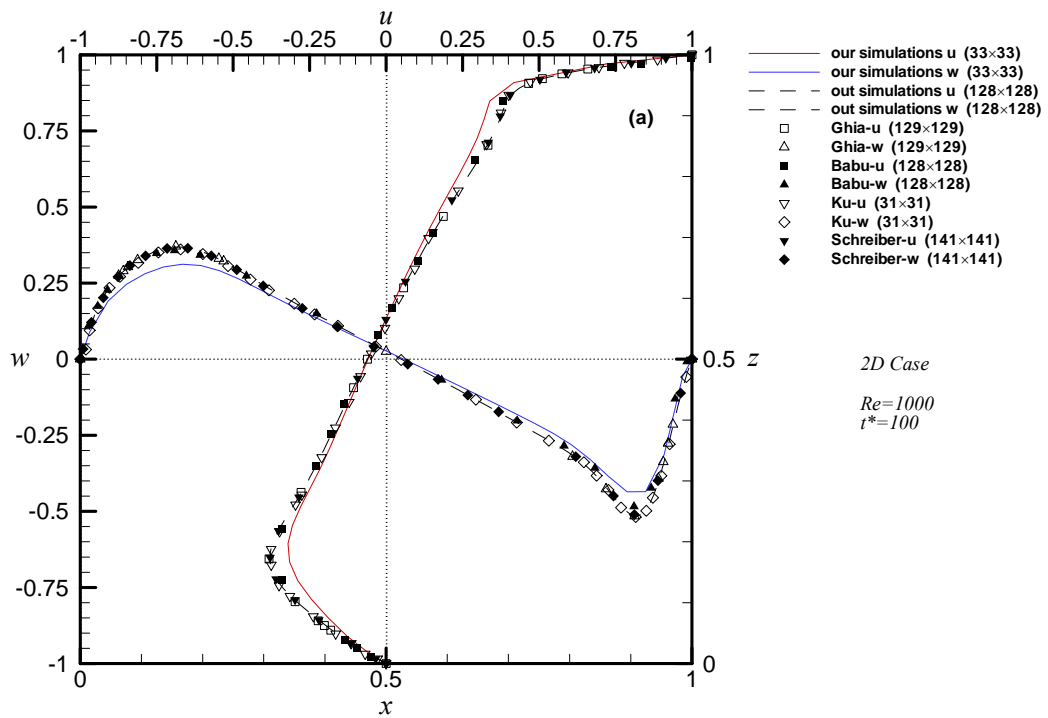 u
-1 -0.75 -0.5 -0.25 0 0.25 0.5 0.75 1
1
0.75
0.5
0.25
w 0
-0.25
-0.5
-0.75
-1
1
0.5 z
0
0 0.5 1
x
(a)
our simulations u (33×33)
our simulations w (33×33)
out simulations u (128×128)
out simulations w (128×128)
Ghia-u (129×129)
Ghia-w (129×129)
Babu-u (128×128)
Babu-w (128×128)
Ku-u (31×31)
Ku-w (31×31)
Schreiber-u (141×141)
Schreiber-w (141×141)
2D Case
Re=1000
t*=100